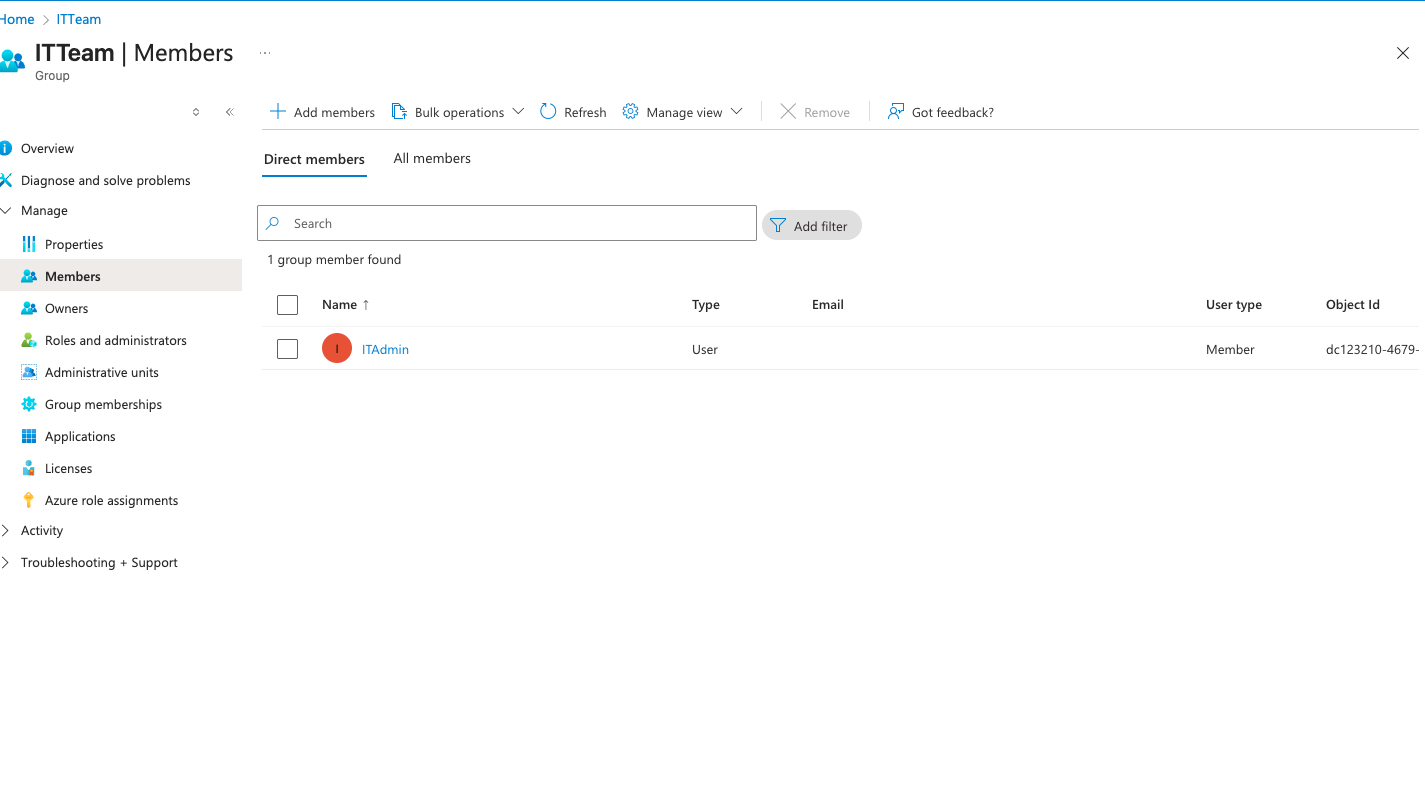 Home > ITTeam
ITTeam | Members ...
Group
Add members Bulk operations Refresh Manage view Remove Got feedback?
Overview
Diagnose and solve problems
Manage
Properties
Members
Owners
Roles and administrators
Administrative units
Group memberships
Applications
Licenses
Azure role assignments
Activity
Troubleshooting + Support
Direct members All members
Search Add filter
1 group member found
Name ↑ Type Email User type Object Id
I ITAdmin User Member dc123210-4679-